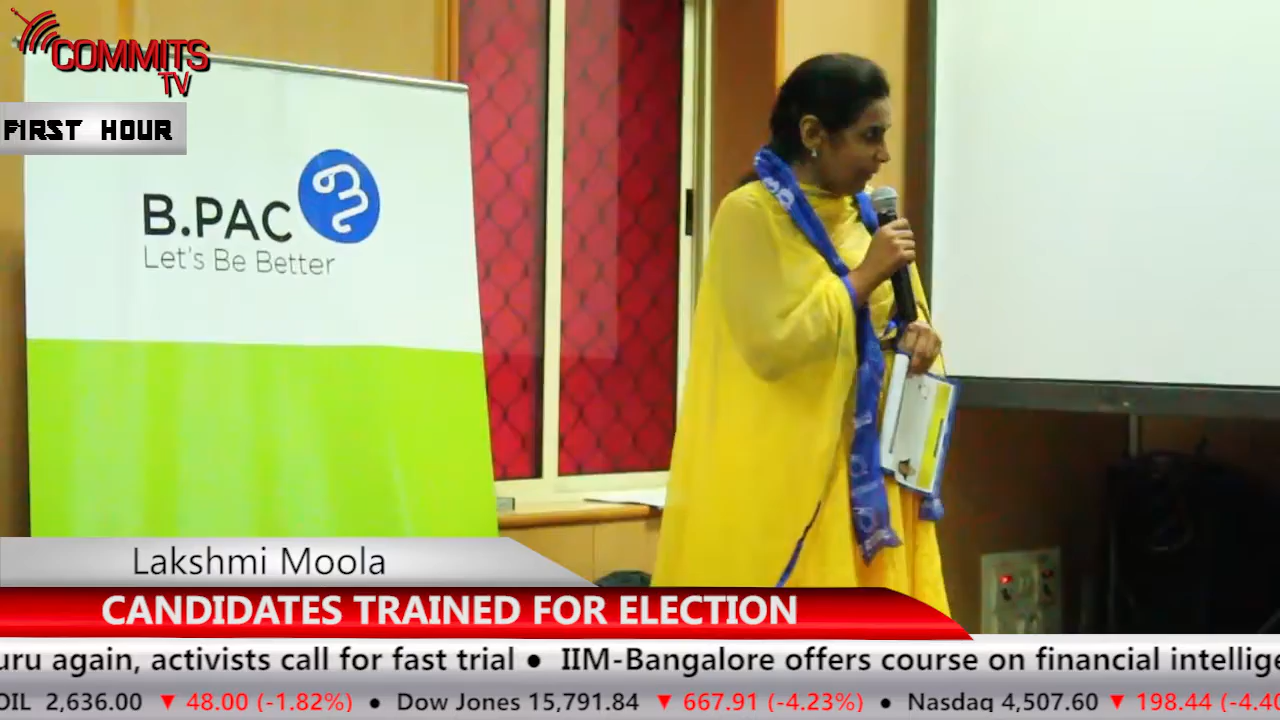 COMMITS
TV
FIRST HOUR
B.PAC
Let's Be Better
Lakshmi Moola
CANDIDATES TRAINED FOR ELECTION
uru again, activists call for fast trial ● IIM-Bangalore offers course on financial intellige
OIL 2,636.00 ▼ 48.00 (-1.82%) ● Dow Jones 15,791.84 ▼ 667.91 (-4.23%) ● Nasdaq 4,507.60 ▼ 198.44 (-4.40